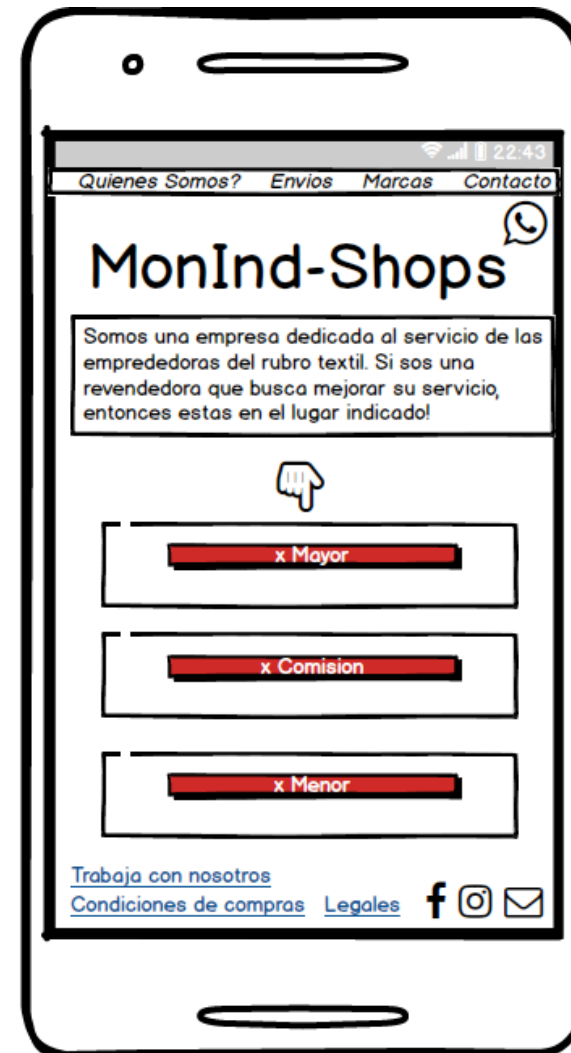 22:43
Quienes Somos? Envios Marcas Contacto
MonInd-Shops
Somos una empresa dedicada al servicio de las
emprededoras del rubro textil. Si sos una
revendedora que busca mejorar su servicio,
entonces estas en el lugar indicado!
x Mayor
x Comision
x Menor
Trabaja con nosotros
Condiciones de compras Legales